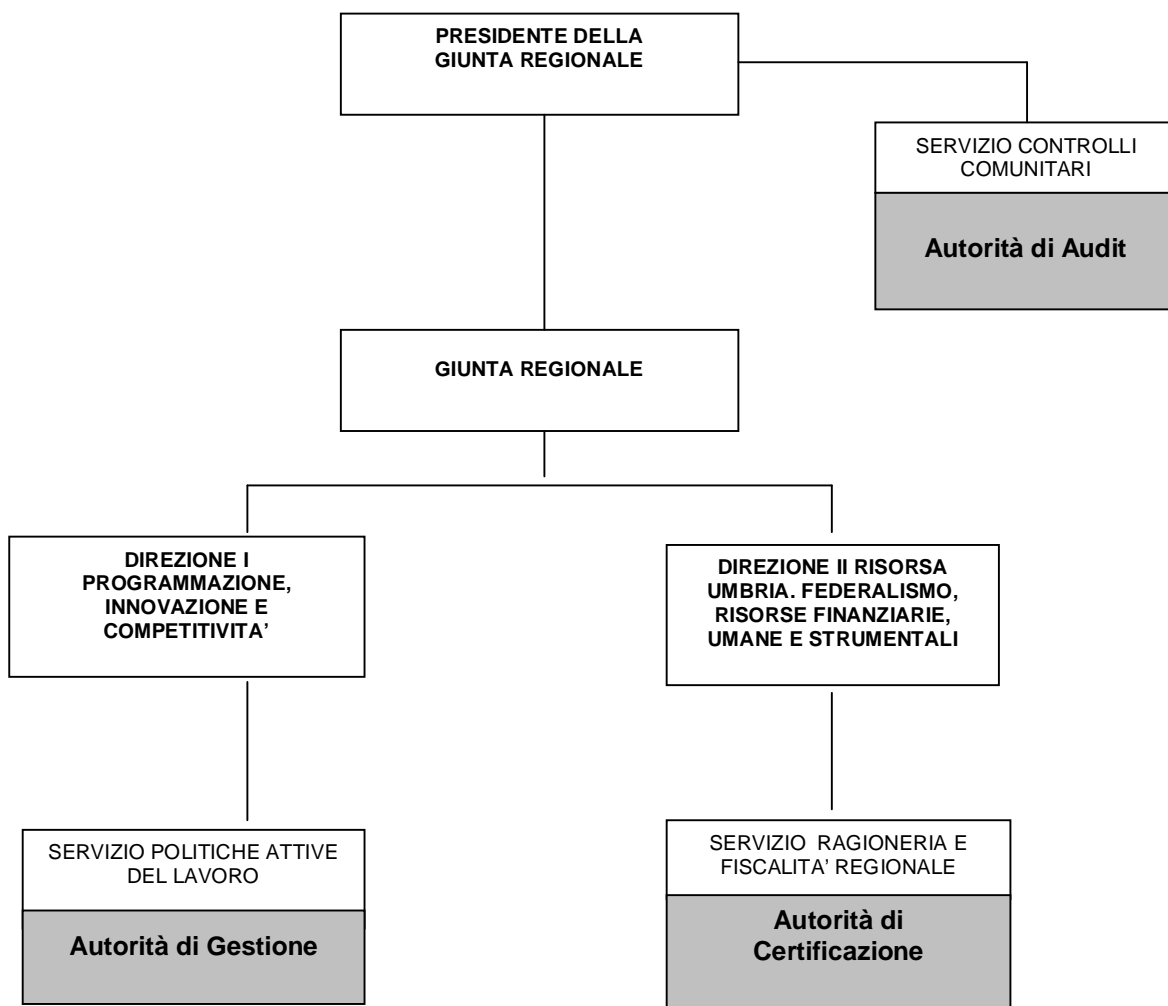 PRESIDENTE DELLA
GIUNTA REGIONALE
SERVIZIO CONTROLLI
COMUNITARI
Autorità di Audit
GIUNTA REGIONALE
DIREZIONE I
PROGRAMMAZIONE,
INNOVAZIONE E
COMPETITIVITA’
DIREZIONE II RISORSA
UMBRIA. FEDERALISMO,
RISORSE FINANZIARIE,
UMANE E STRUMENTALI
SERVIZIO POLITICHE ATTIVE
DEL LAVORO
Autorità di Gestione
SERVIZIO RAGIONERIA E
FISCALITA’ REGIONALE
Autorità di
Certificazione